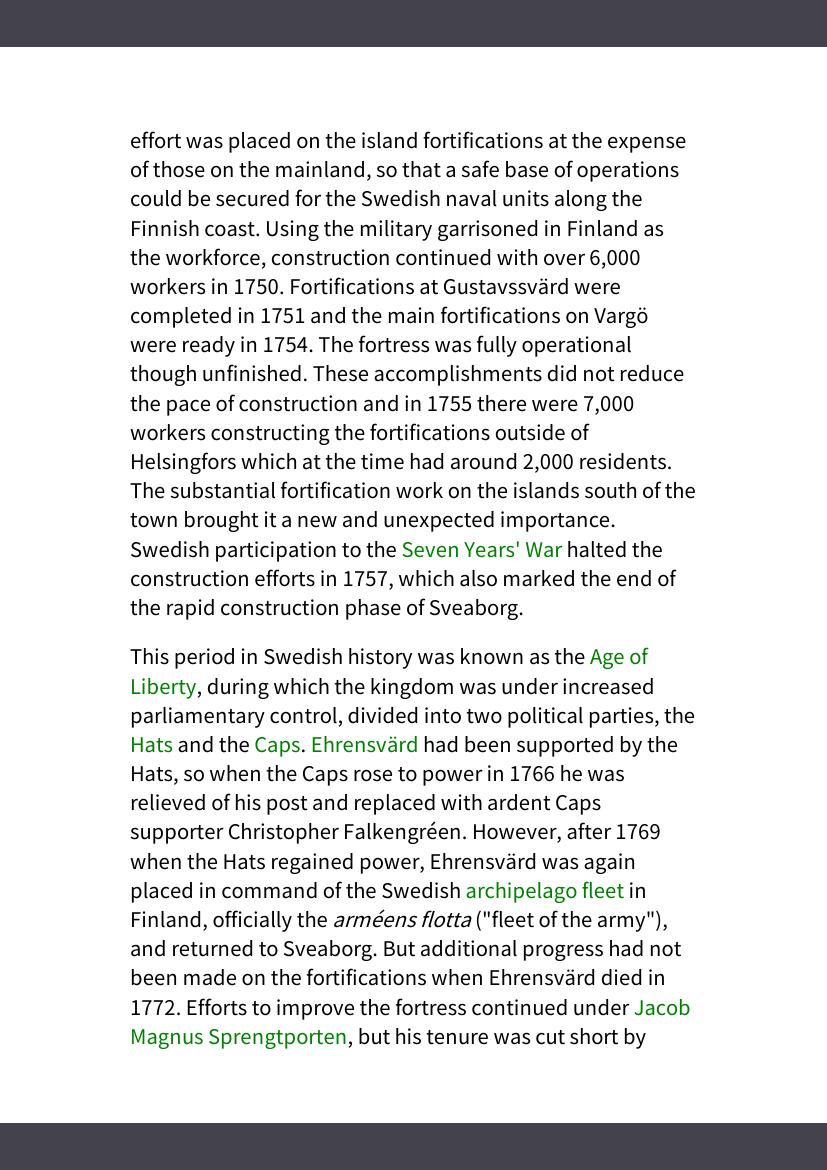 effort was placed on the island fortifications at the expense
of those on the mainland, so that a safe base of operations
could be secured for the Swedish naval units along the
Finnish coast. Using the military garrisoned in Finland as
the workforce, construction continued with over 6,000
workers in 1750. Fortifications at Gustavssvärd were
completed in 1751 and the main fortifications on Vargö
were ready in 1754. The fortress was fully operational
though unfinished. These accomplishments did not reduce
the pace of construction and in 1755 there were 7,000
workers constructing the fortifications outside of
Helsingfors which at the time had around 2,000 residents.
The substantial fortification work on the islands south of the
town brought it a new and unexpected importance.
Swedish participation to the Seven Years' War halted the
construction efforts in 1757, which also marked the end of
the rapid construction phase of Sveaborg.
This period in Swedish history was known as the Age of
Liberty, during which the kingdom was under increased
parliamentary control, divided into two political parties, the
Hats and the Caps. Ehrensvärd had been supported by the
Hats, so when the Caps rose to power in 1766 he was
relieved of his post and replaced with ardent Caps
supporter Christopher Falkengréen. However, after 1769
when the Hats regained power, Ehrensvärd was again
placed in command of the Swedish archipelago fleet in
Finland, officially the arméens flotta ("fleet of the army"),
and returned to Sveaborg. But additional progress had not
been made on the fortifications when Ehrensvärd died in
1772. Efforts to improve the fortress continued under Jacob
Magnus Sprengtporten, but his tenure was cut short by